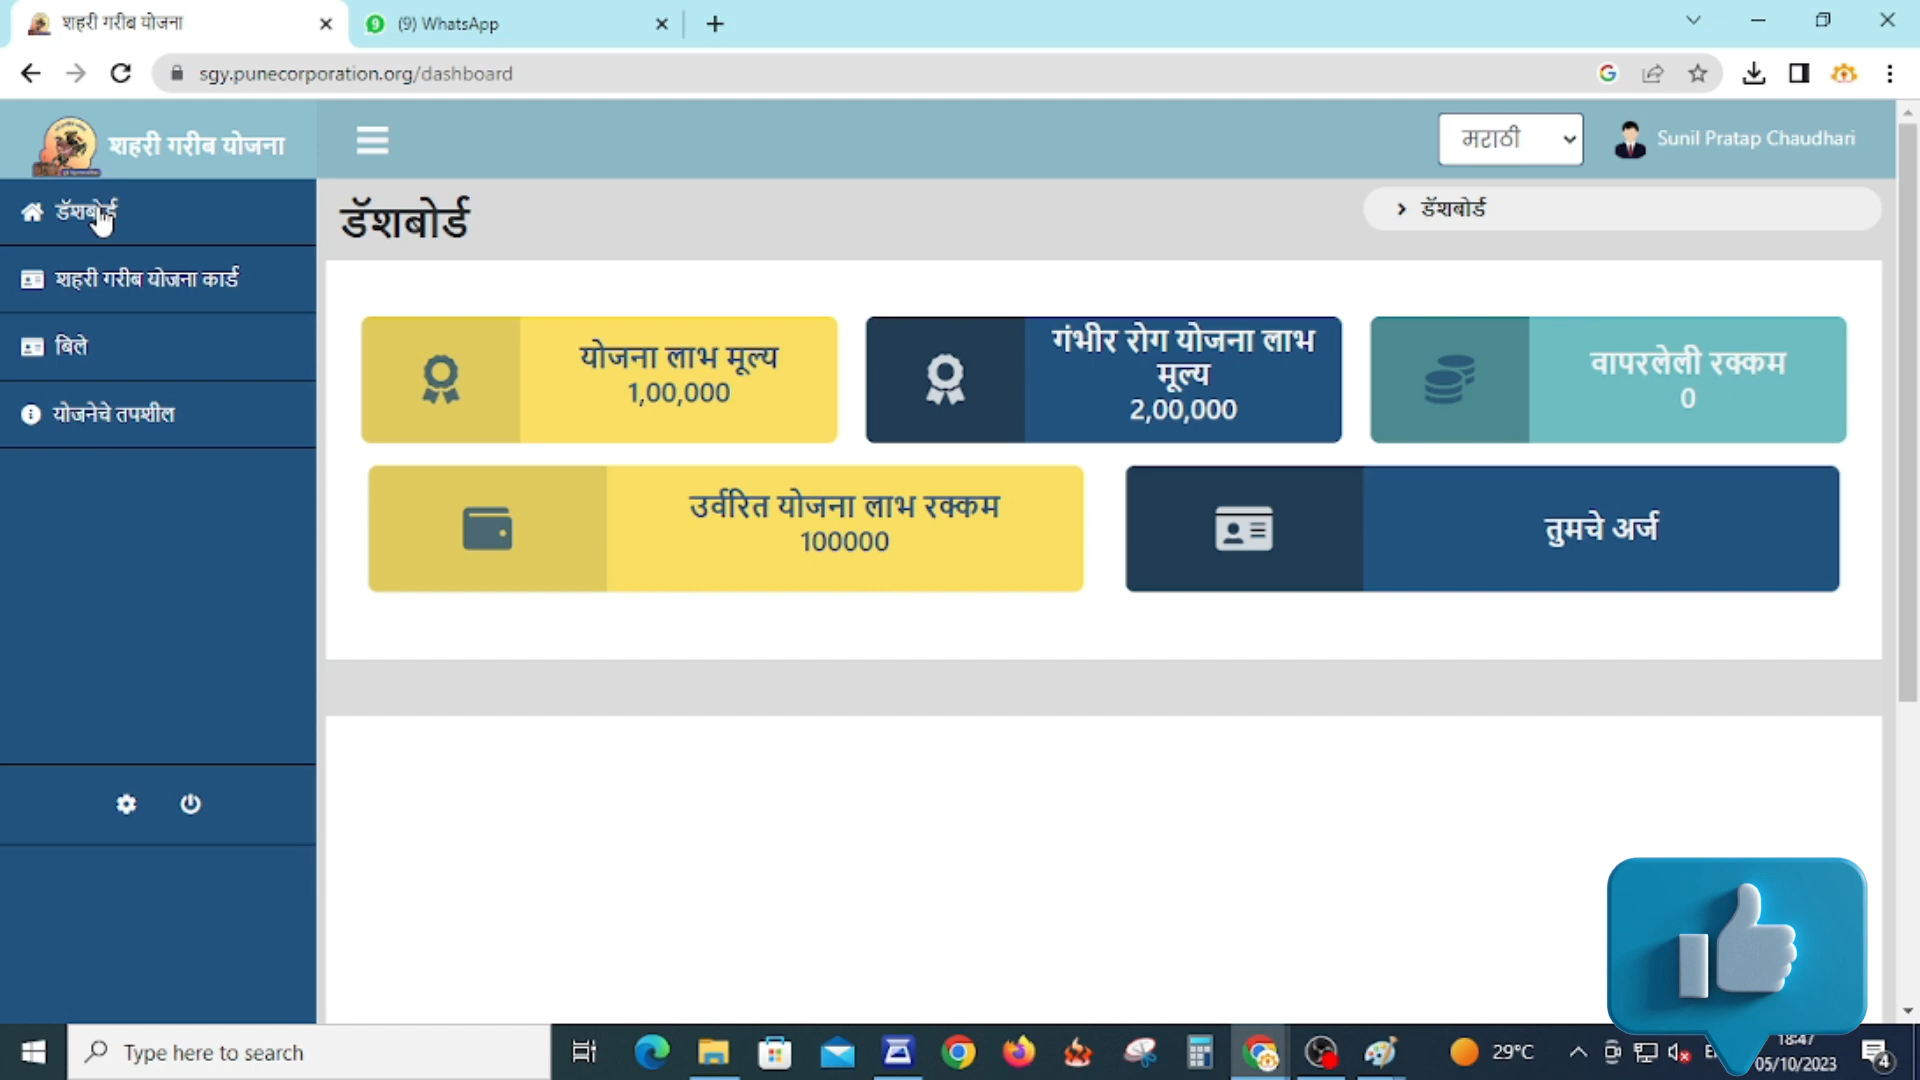 शहरी गरीब योजना
(9) WhatsApp
sgy.punecorporation.org/dashboard
शहरी गरीब योजना
मराठी
Sunil Pratap Chaudhari
डॅशबोर्ड
डॅशबोर्ड
डॅशबोर्ड
शहरी गरीब योजना कार्ड
बिले
योजनेचे तपशील
योजना लाभ मूल्य
1,00,000
गंभीर रोग योजना लाभ
मूल्य
2,00,000
वापरलेली रक्कम
0
उर्वरित योजना लाभ रक्कम
100000
तुमचे अर्ज
Type here to search
29°C
18:47
05/10/2023
4